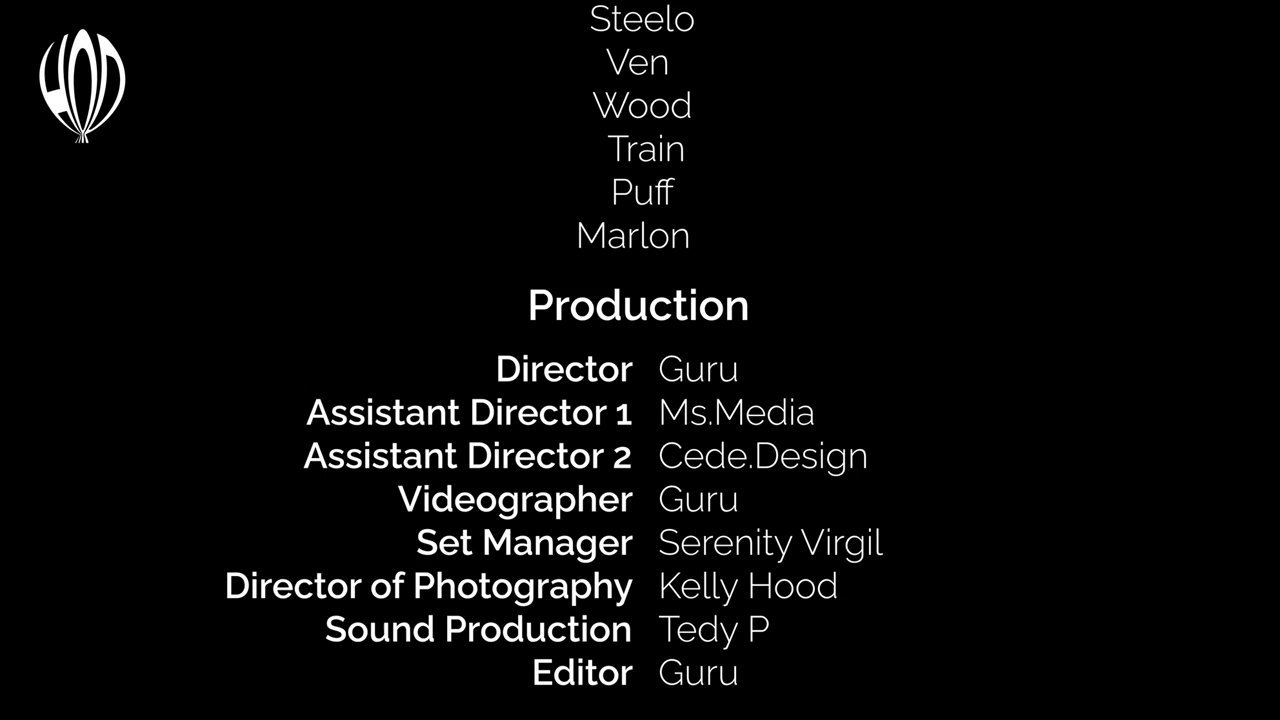 Steelo
Ven
Wood
Train
Puff
Marlon
Production
Director Guru
Assistant Director 1 Ms.Media
Assistant Director 2 Cede.Design
Videographer Guru
Set Manager Serenity Virgil
Director of Photography Kelly Hood
Sound Production Tedy P
Editor Guru